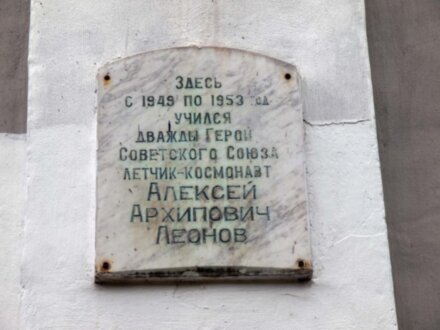 Здесь
с 1949 по 1953 год
учился
дважды Герой
Советского Союза
летчик-космонавт
Алексей
Архипович
Леонов